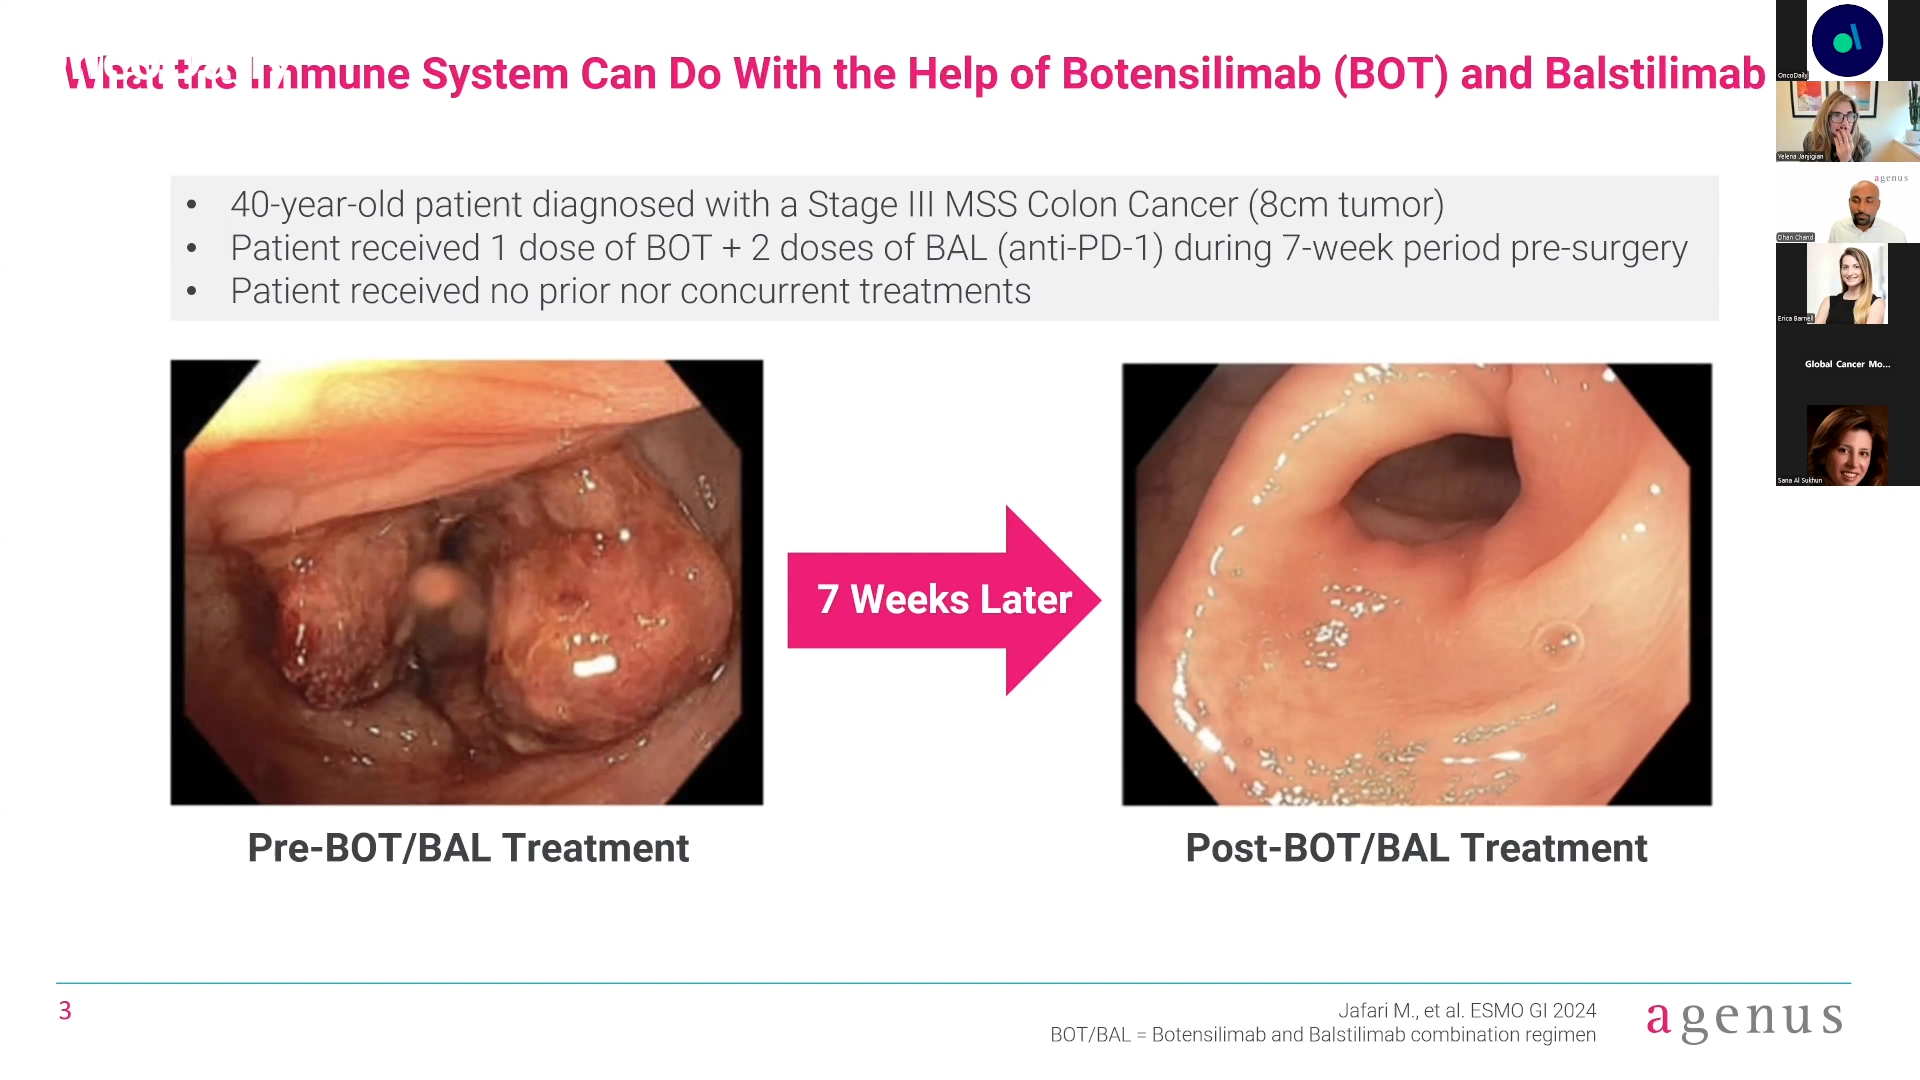 What the Immune System Can Do With the Help of Botensilimab (BOT) and Balstilimab
• 40-year-old patient diagnosed with a Stage III MSS Colon Cancer (8cm tumor)
• Patient received 1 dose of BOT + 2 doses of BAL (anti-PD-1) during 7-week period pre-surgery
• Patient received no prior nor concurrent treatments
7 Weeks Later
Pre-BOT/BAL Treatment
Post-BOT/BAL Treatment
3
Jafari M., et al. ESMO GI 2024
BOT/BAL = Botensilimab and Balstilimab combination regimen
agenus
OncoDaily
Yelena Janjigian
agenus
Dhan Chand
Erica Barnell
Global Cancer Mo...
Sana Al Sukhun